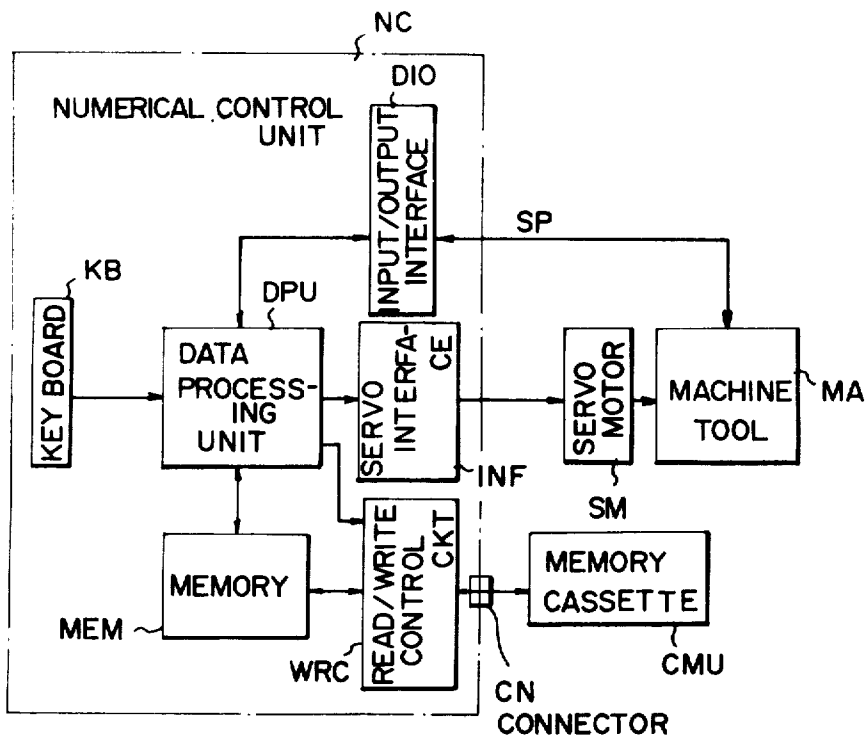 NC
DIO
NUMERICAL CONTROL
UNIT
INPUT/OUTPUT
INTERFACE
SP
KB
KEY BOARD
DPU
DATA
PROCESS-
ING
UNIT
SERVO
INTERFA-
CE
INF
SERVO
MOTOR
SM
MACHINE
TOOL
MA
MEMORY
MEM
READ/WRITE
CONTROL
CKT
WRC
CN
CONNECTOR
MEMORY
CASSETTE
CMU